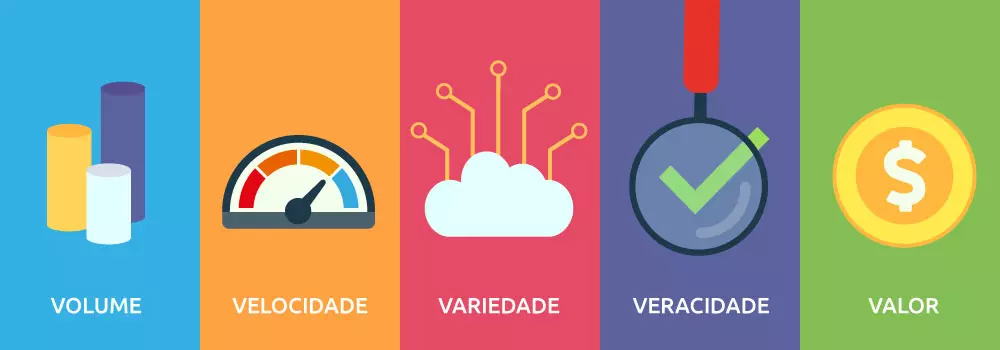 VOLUME
VELOCIDADE
VARIEDADE
VERACIDADE
VALOR
$